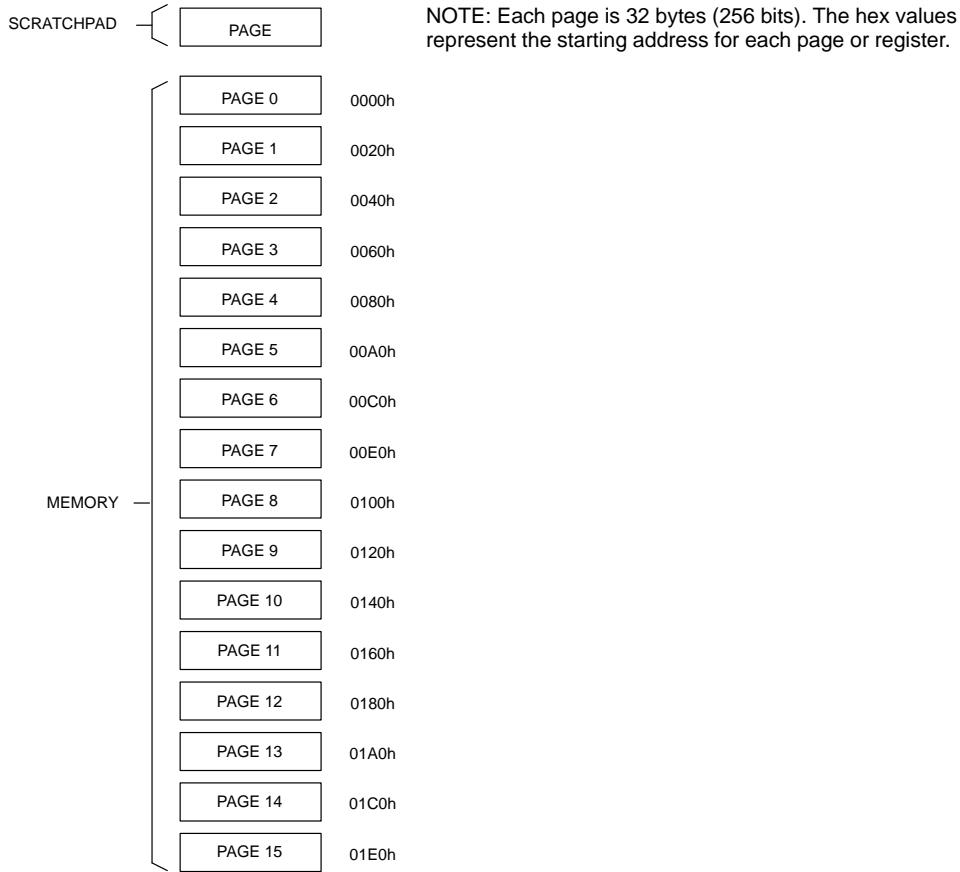 NOTE: Each page is 32 bytes (256 bits). The hex values
represent the starting address for each page or register.
SCRATCHPAD
PAGE
PAGE 0 0000h
PAGE 1 0020h
PAGE 2 0040h
PAGE 3 0060h
PAGE 4 0080h
PAGE 5 00A0h
PAGE 6 00C0h
PAGE 7 00E0h
MEMORY
PAGE 8 0100h
PAGE 9 0120h
PAGE 10 0140h
PAGE 11 0160h
PAGE 12 0180h
PAGE 13 01A0h
PAGE 14 01C0h
PAGE 15 01E0h